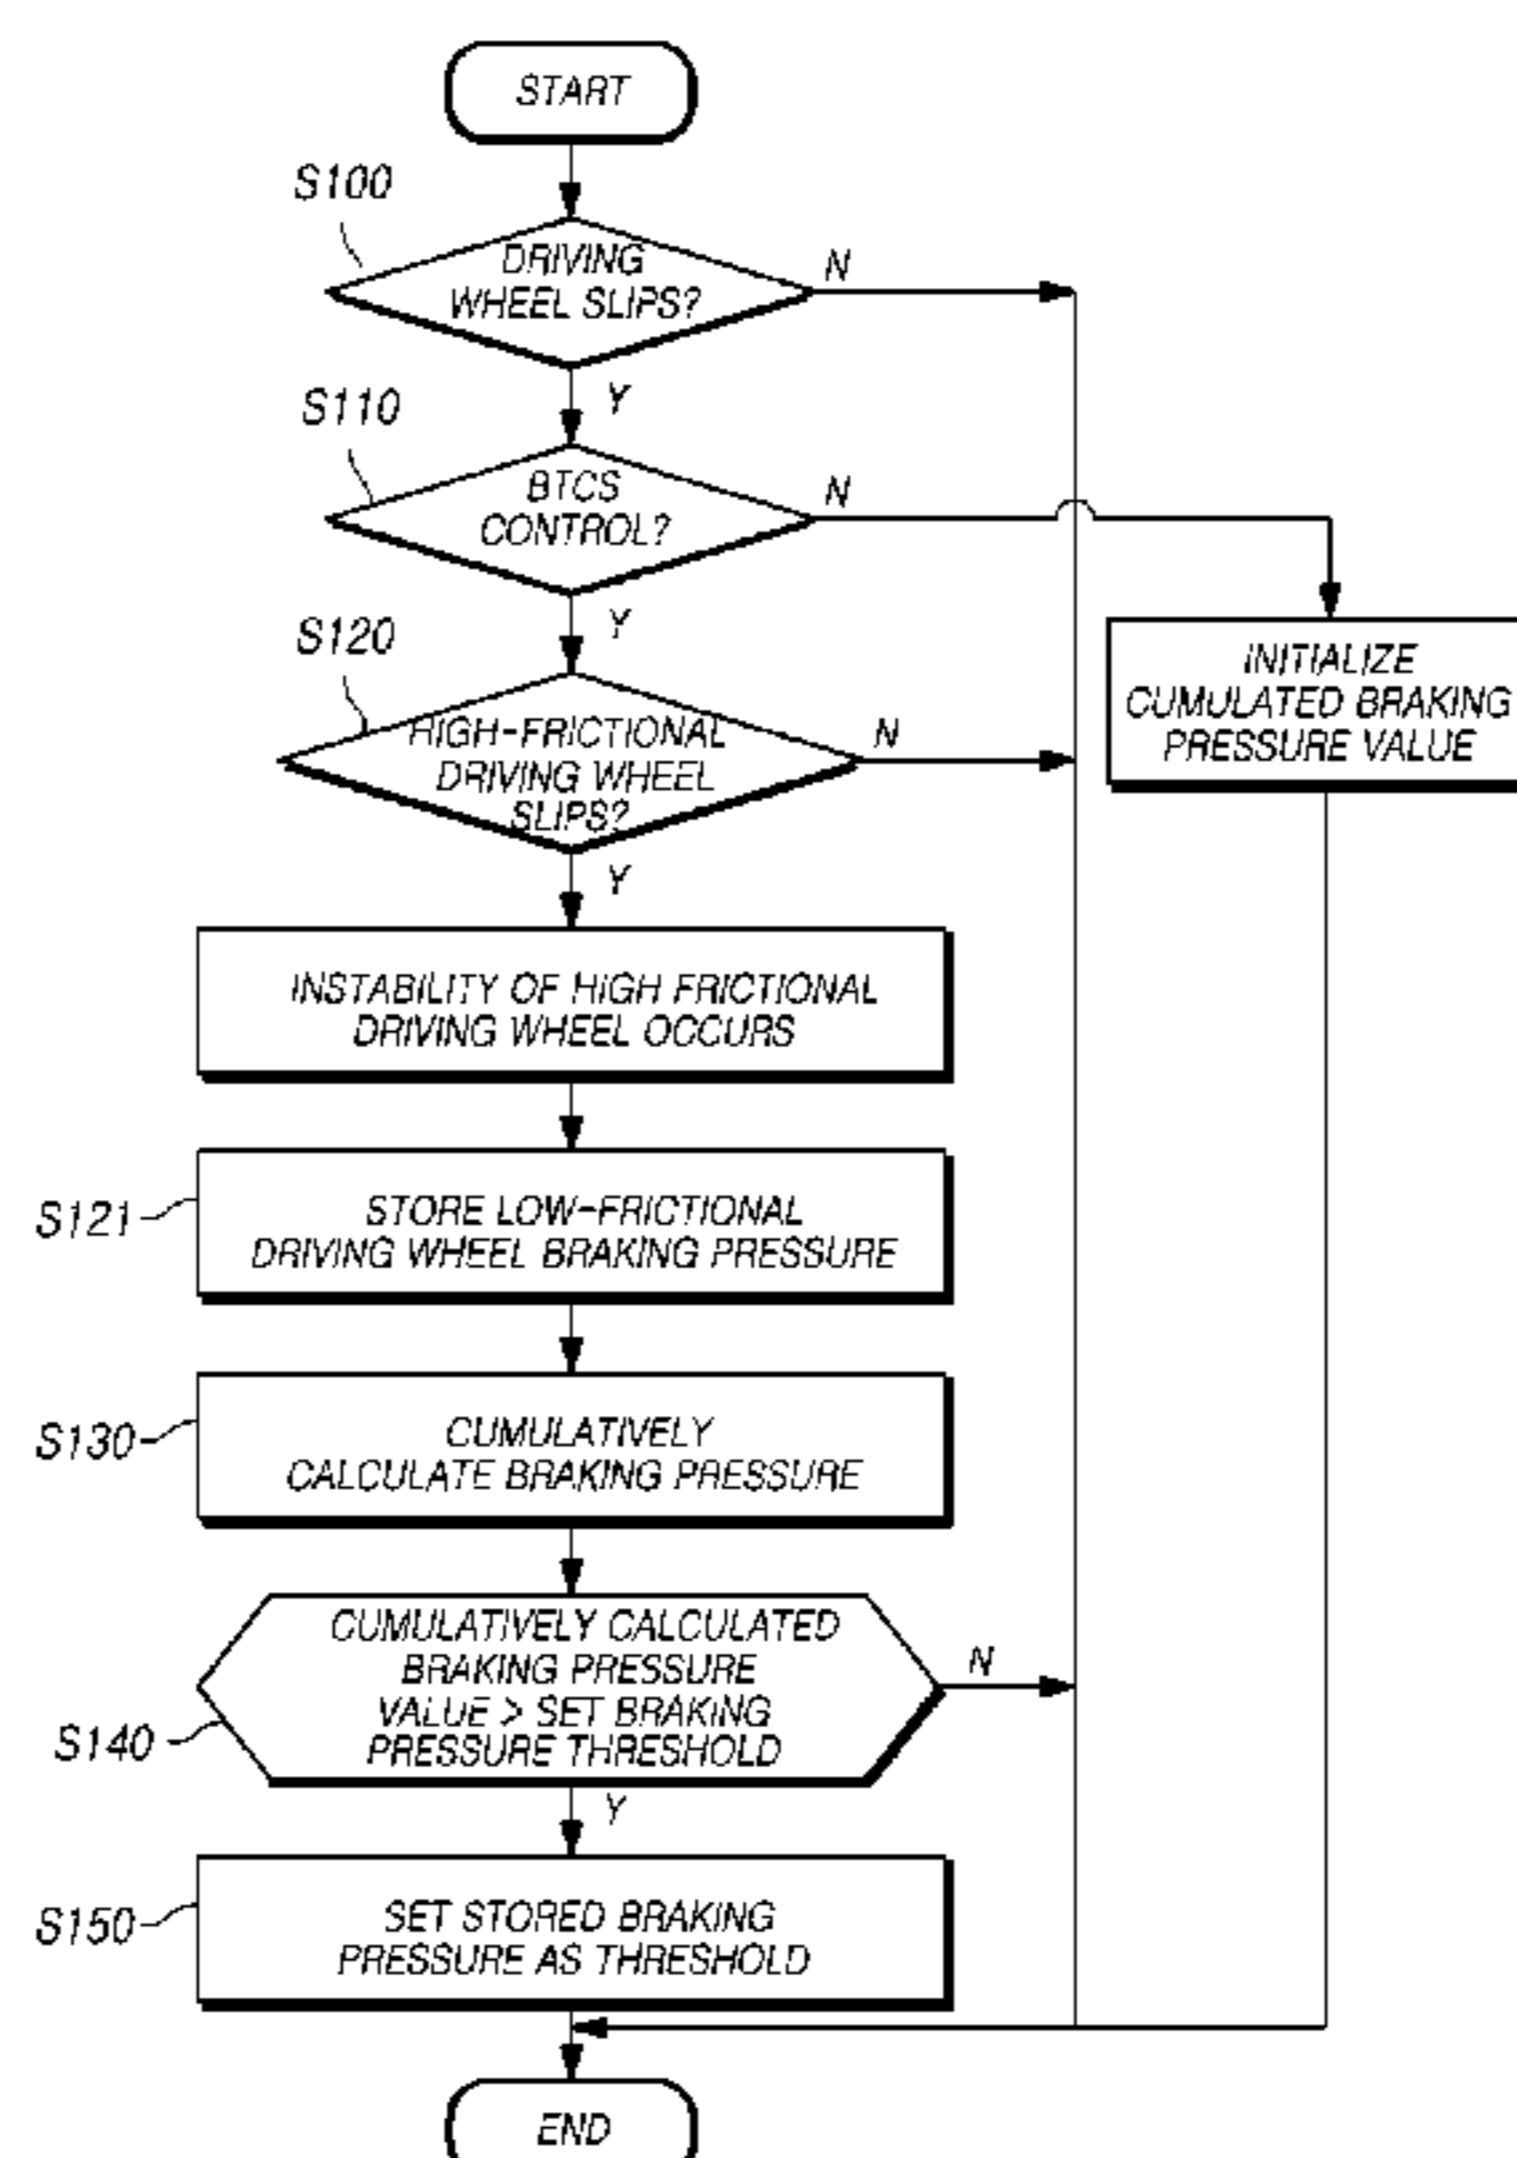 START
S100
DRIVING
WHEEL SLIPS?
N
Y
S110
BTCS
CONTROL?
N
Y
S120
HIGH-FRICTIONAL
DRIVING WHEEL
SLIPS?
N
Y
INITIALIZE
CUMULATED BRAKING
PRESSURE VALUE
INSTABILITY OF HIGH FRICTIONAL
DRIVING WHEEL OCCURS
S121
STORE LOW-FRICTIONAL
DRIVING WHEEL BRAKING PRESSURE
S130
CUMULATIVELY
CALCULATE BRAKING PRESSURE
S140
CUMULATIVELY CALCULATED
BRAKING PRESSURE
VALUE > SET BRAKING
PRESSURE THRESHOLD
N
Y
S150
SET STORED BRAKING
PRESSURE AS THRESHOLD
END